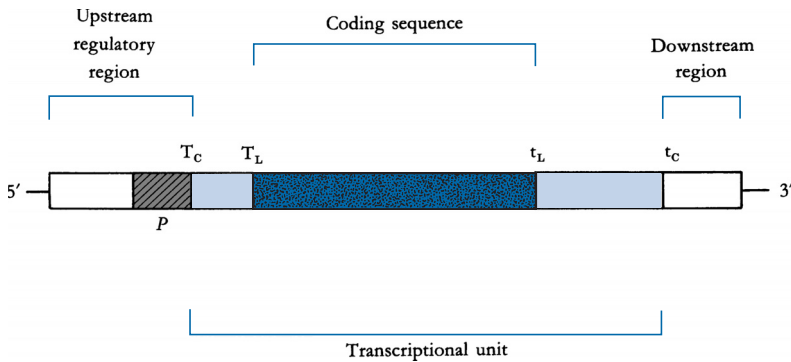 Upstream
regulatory
region
Coding sequence
Downstream
region
T_C
T_L
t_L
t_C
5′
3′
P
Transcriptional unit